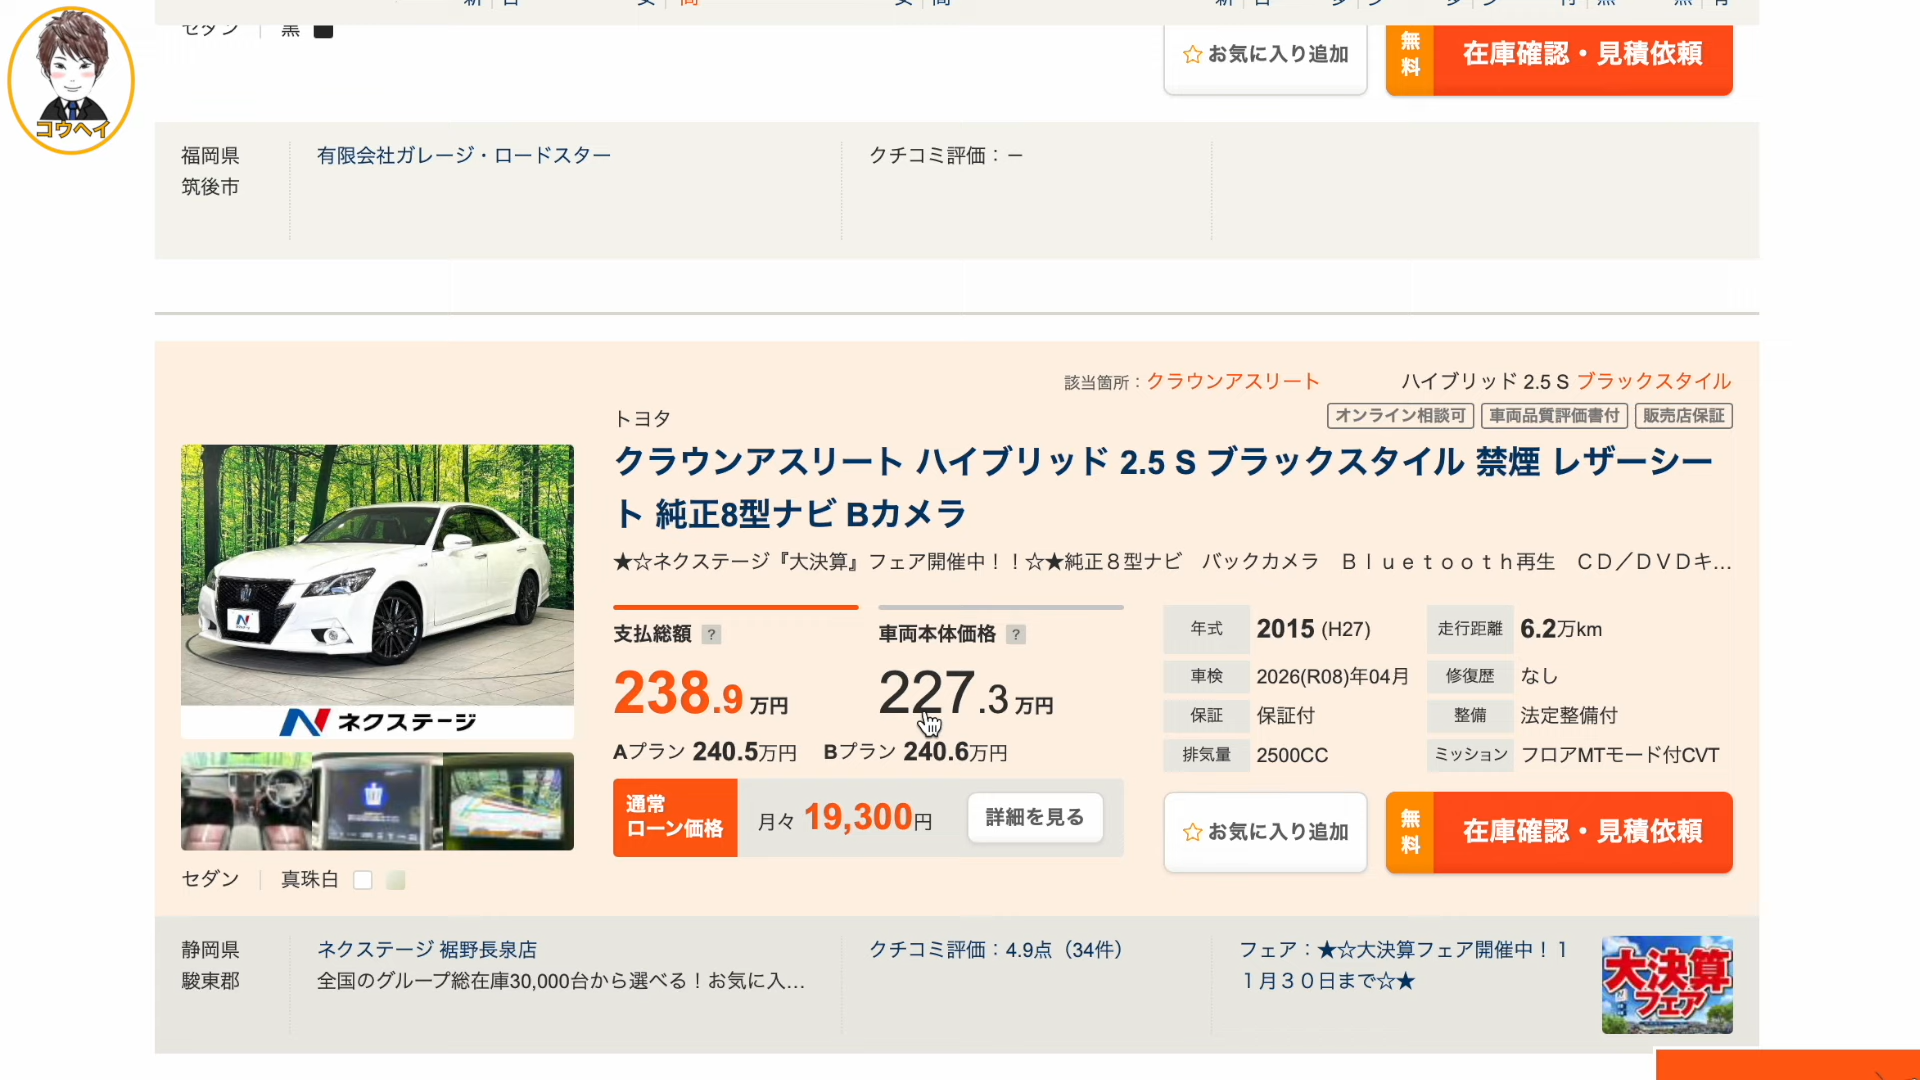 セダン 黒
お気に入り追加
無料
在庫確認・見積依頼
コウヘイ
福岡県
筑後市
有限会社ガレージ・ロードスター
クチコミ評価：－
該当箇所：クラウンアスリート ハイブリッド 2.5 S ブラックスタイル
オンライン相談可 車両品質評価書付 販売店保証
トヨタ
クラウンアスリート ハイブリッド 2.5 S ブラックスタイル 禁煙 レザーシー
ト 純正8型ナビ Bカメラ
★☆ネクステージ『大決算』フェア開催中！！☆★純正８型ナビ　バックカメラ　Ｂｌｕｅｔｏｏｔｈ再生　ＣＤ／ＤＶＤキ…
ネクステージ
支払総額 ?
238.9万円
車両本体価格 ?
227.3万円
Aプラン 240.5万円 Bプラン 240.6万円
通常
ローン価格
月々 19,300円
詳細を見る
年式 2015 (H27) 走行距離 6.2万km
車検 2026(R08)年04月 修復歴 なし
保証 保証付 整備 法定整備付
排気量 2500CC ミッション フロアMTモード付CVT
お気に入り追加
無料
在庫確認・見積依頼
セダン 真珠白
静岡県
駿東郡
ネクステージ 裾野長泉店
全国のグループ総在庫30,000台から選べる！お気に入…
クチコミ評価：4.9点（34件）
フェア：★☆大決算フェア開催中！１
１月３０日まで☆★
大決算
フェア